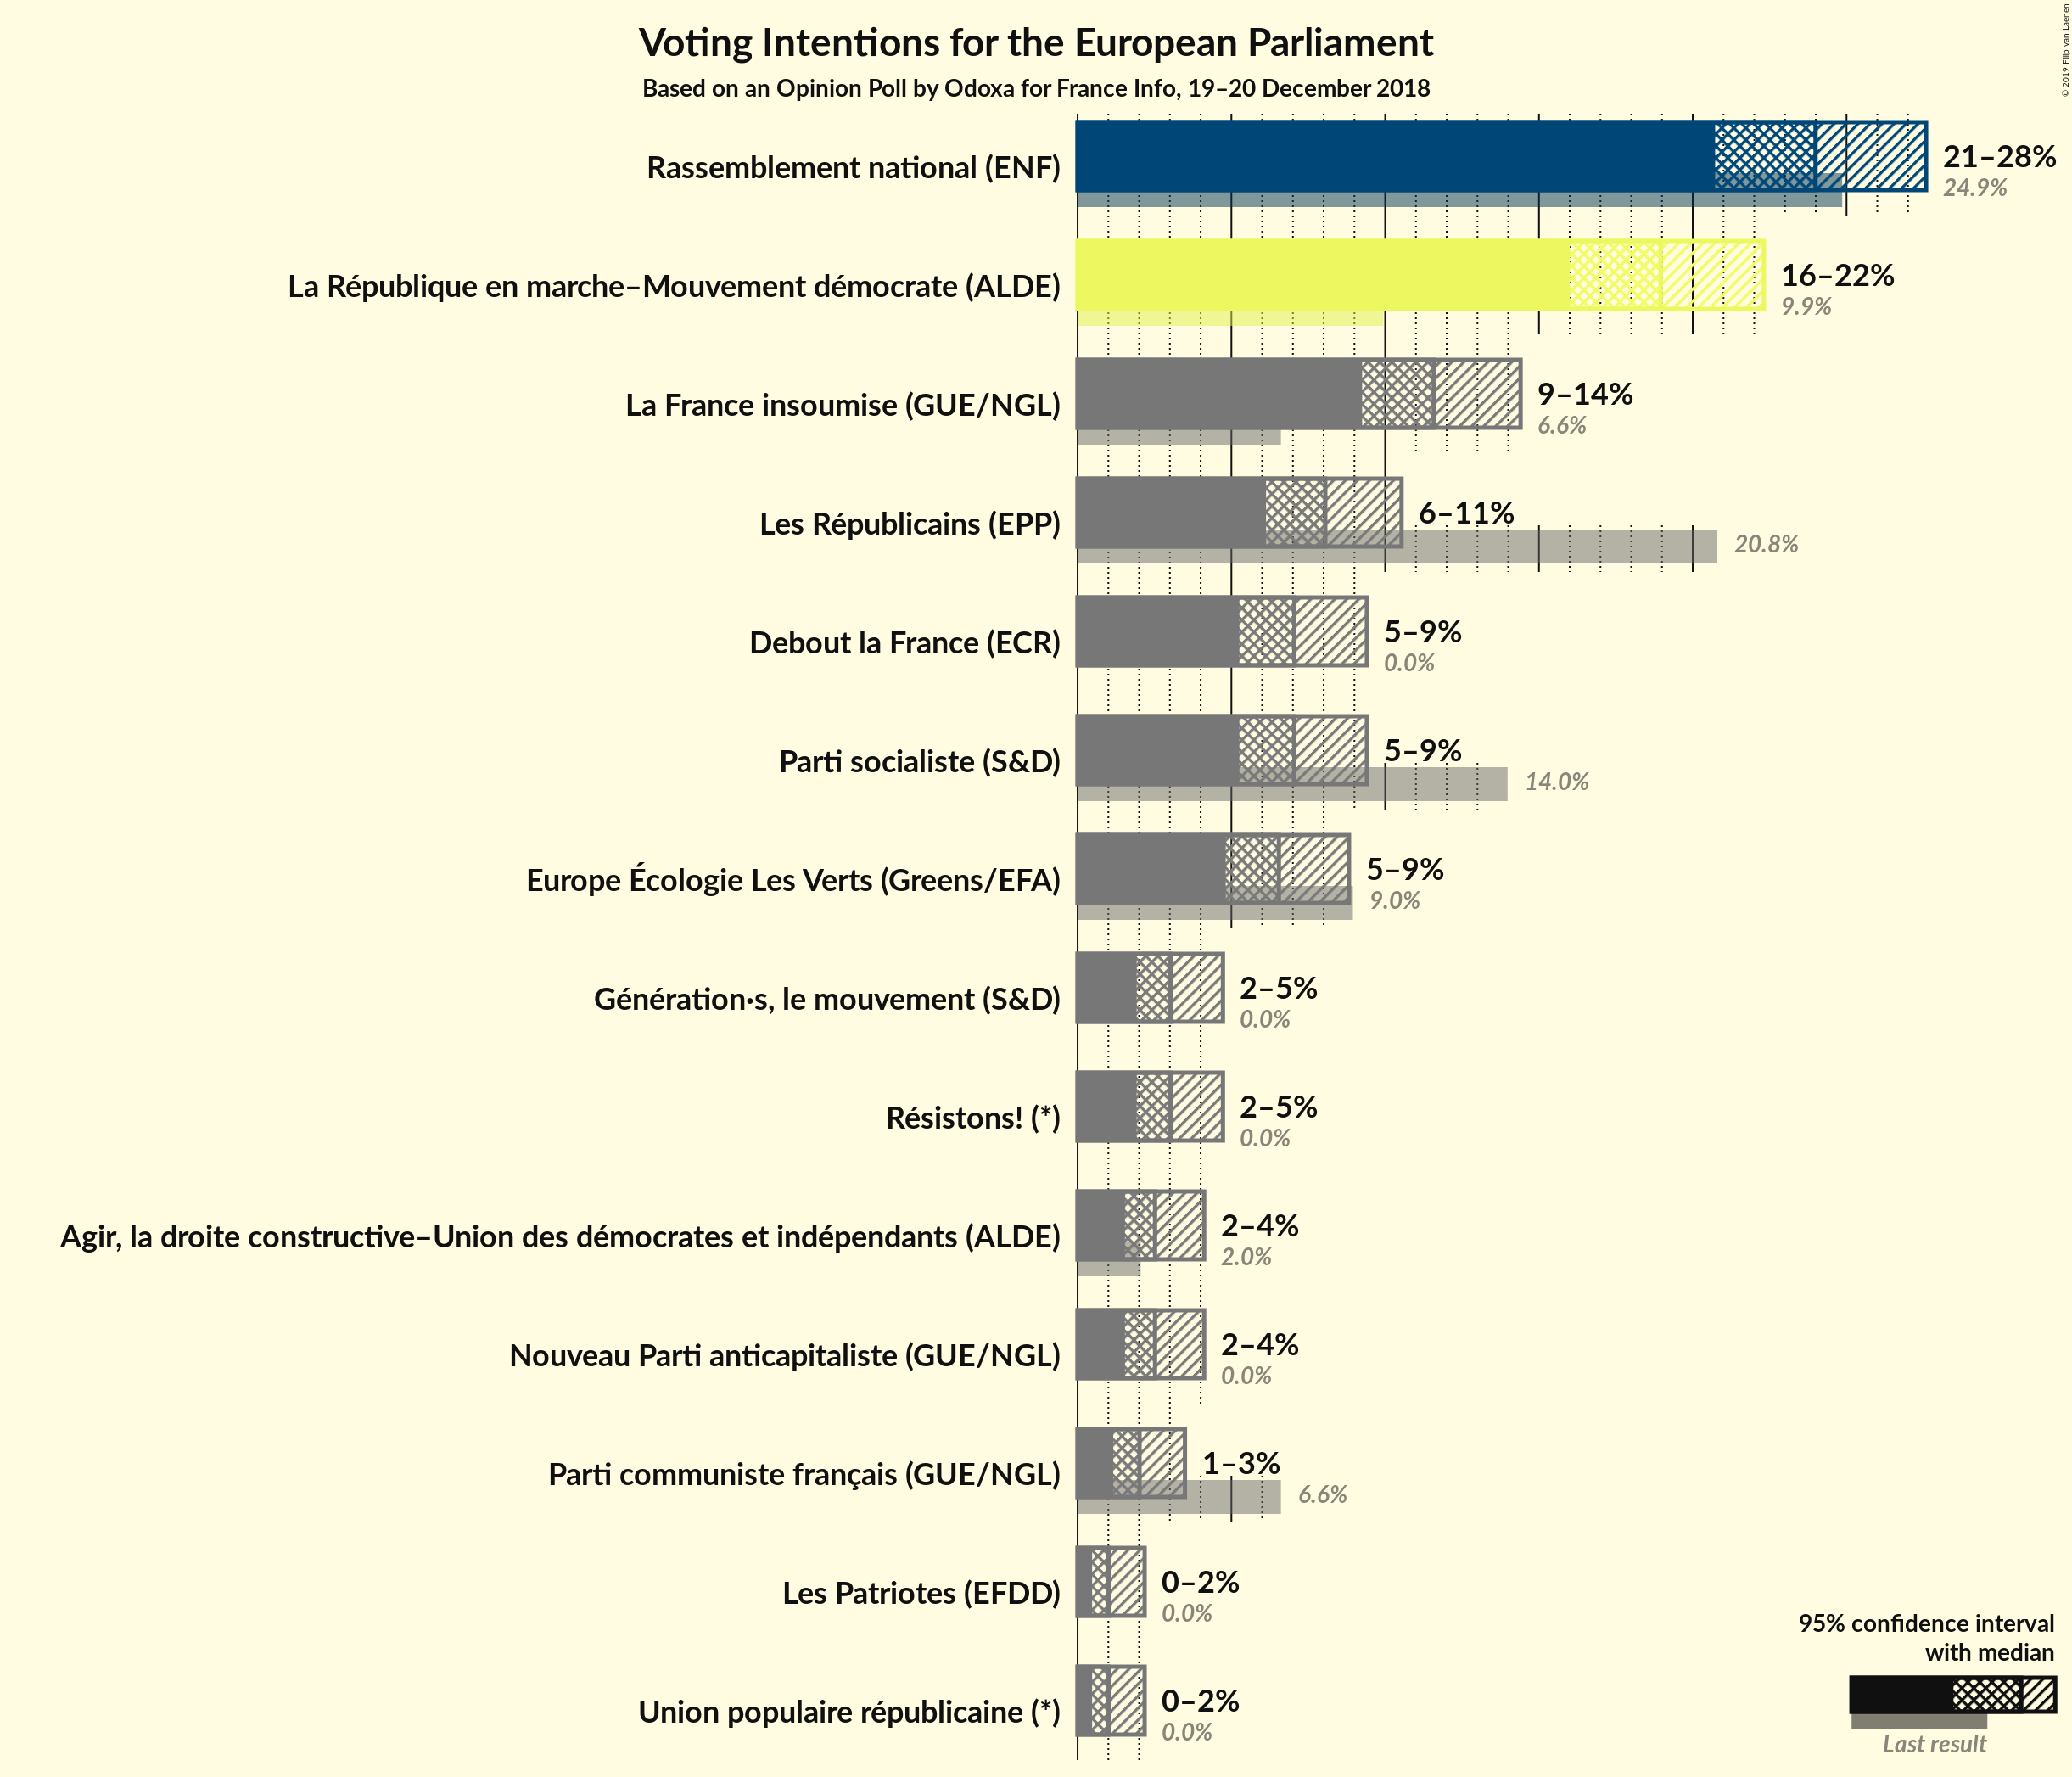 © 2019 Filip van Laenen
Voting Intentions for the European Parliament
Based on an Opinion Poll by Odoxa for France Info, 19–20 December 2018
Rassemblement national (ENF)
21–28%
24.9%
La République en marche–Mouvement démocrate (ALDE)
16–22%
9.9%
La France insoumise (GUE/NGL)
9–14%
6.6%
Les Républicains (EPP)
6–11%
20.8%
Debout la France (ECR)
5–9%
0.0%
Parti socialiste (S&D)
5–9%
14.0%
Europe Écologie Les Verts (Greens/EFA)
5–9%
9.0%
Génération·s, le mouvement (S&D)
2–5%
0.0%
Résistons! (*)
2–5%
0.0%
Agir, la droite constructive–Union des démocrates et indépendants (ALDE)
2–4%
2.0%
Nouveau Parti anticapitaliste (GUE/NGL)
2–4%
0.0%
Parti communiste français (GUE/NGL)
1–3%
6.6%
Les Patriotes (EFDD)
0–2%
0.0%
Union populaire républicaine (*)
0–2%
0.0%
95% confidence interval
with median
Last result